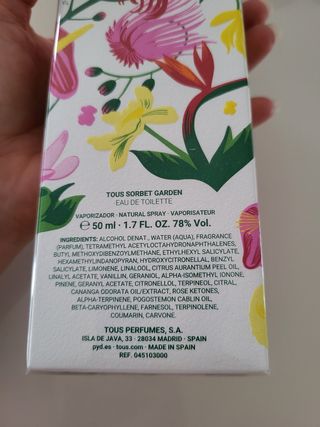 TOUS SORBET GARDEN
EAU DE TOILETTE
VAPORIZADOR · NATURAL SPRAY · VAPORISATEUR
℮ 50 ml · 1.7 FL. OZ. 78% Vol.
INGREDIENTS: ALCOHOL DENAT., WATER (AQUA), FRAGRANCE
(PARFUM), TETRAMETHYL ACETYLOCTAHYDRONAPHTHALENES,
BUTYL METHOXYDIBENZOYLMETHANE, ETHYLHEXYL SALICYLATE,
HEXAMETHYLINDANOPYRAN, HYDROXYCITRONELLAL, BENZYL
SALICYLATE, LIMONENE, LINALOOL, CITRUS AURANTIUM PEEL OIL,
LINALYL ACETATE, VANILLIN, GERANIOL, ALPHA-ISOMETHYL IONONE,
PINENE, GERANYL ACETATE, CITRONELLOL, TERPINEOL, CITRAL,
CANANGA ODORATA OIL/EXTRACT, ROSE KETONES,
ALPHA-TERPINENE, POGOSTEMON CABLIN OIL,
BETA-CARYOPHYLLENE, FARNESOL, TERPINOLENE,
COUMARIN, CARVONE.
TOUS PERFUMES, S.A.
ISLA DE JAVA, 33 · 28034 MADRID · SPAIN
pyd.es · tous.com · MADE IN SPAIN
REF. 045103000